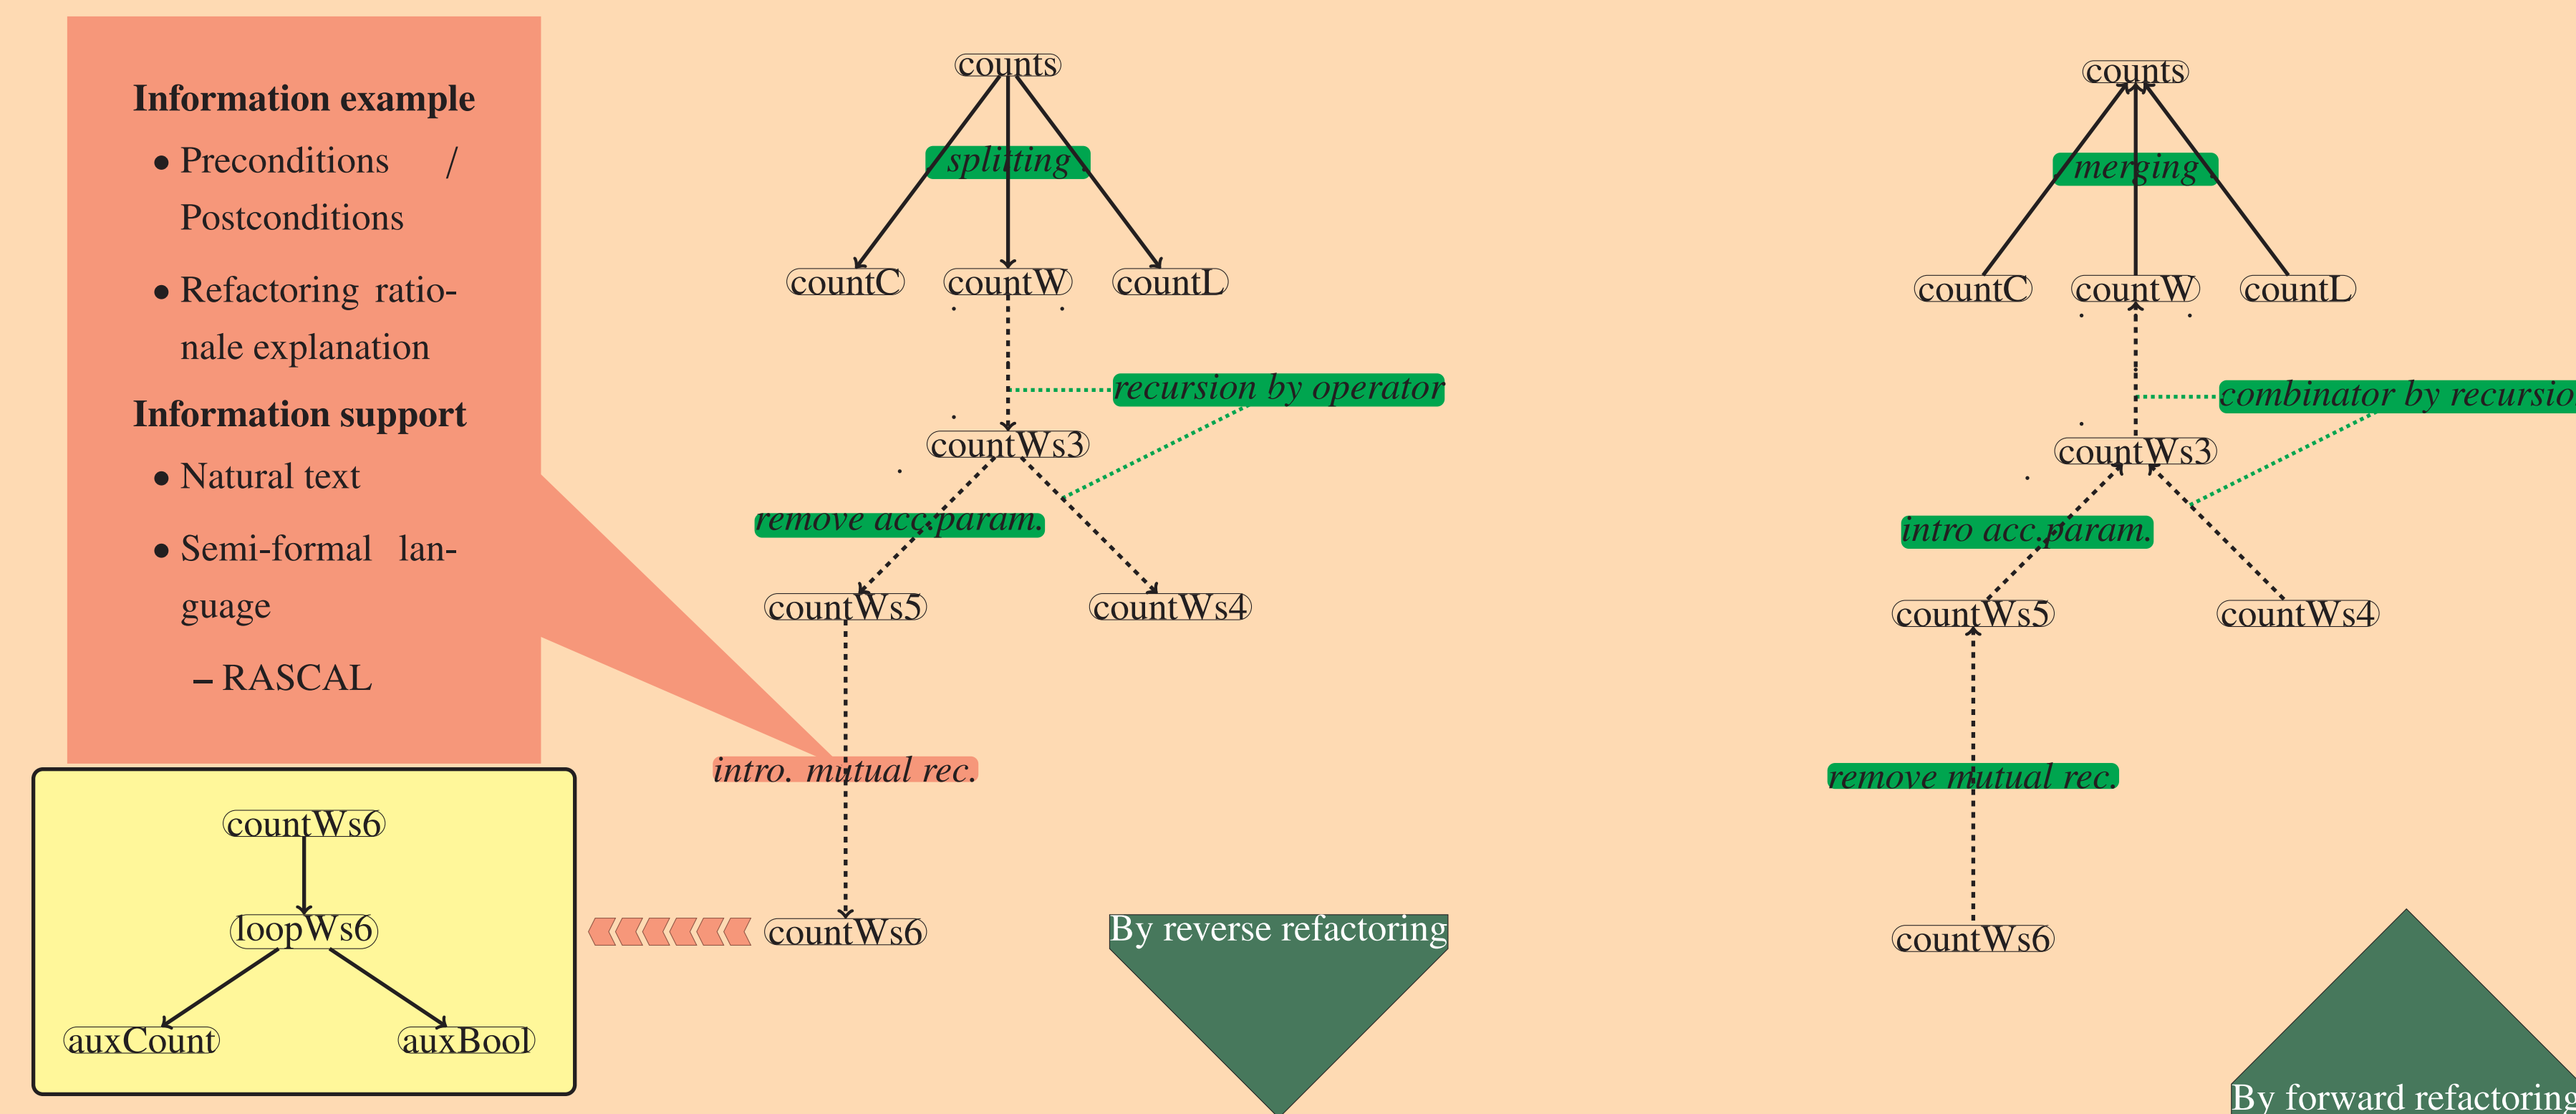 Information example
• Preconditions /
Postconditions
• Refactoring ratio-
nale explanation
Information support
• Natural text
• Semi-formal lan-
guage
– RASCAL
countWs6
loopWs6
auxCount auxBool
counts
splitting
countC countW countL
recursion by operator
countWs3
remove acc.param.
countWs5 countWs4
intro. mutual rec.
countWs6
By reverse refactoring
counts
merging
countC countW countL
combinator by recursio
countWs3
intro acc.param.
countWs5 countWs4
remove mutual rec.
countWs6
By forward refactoring